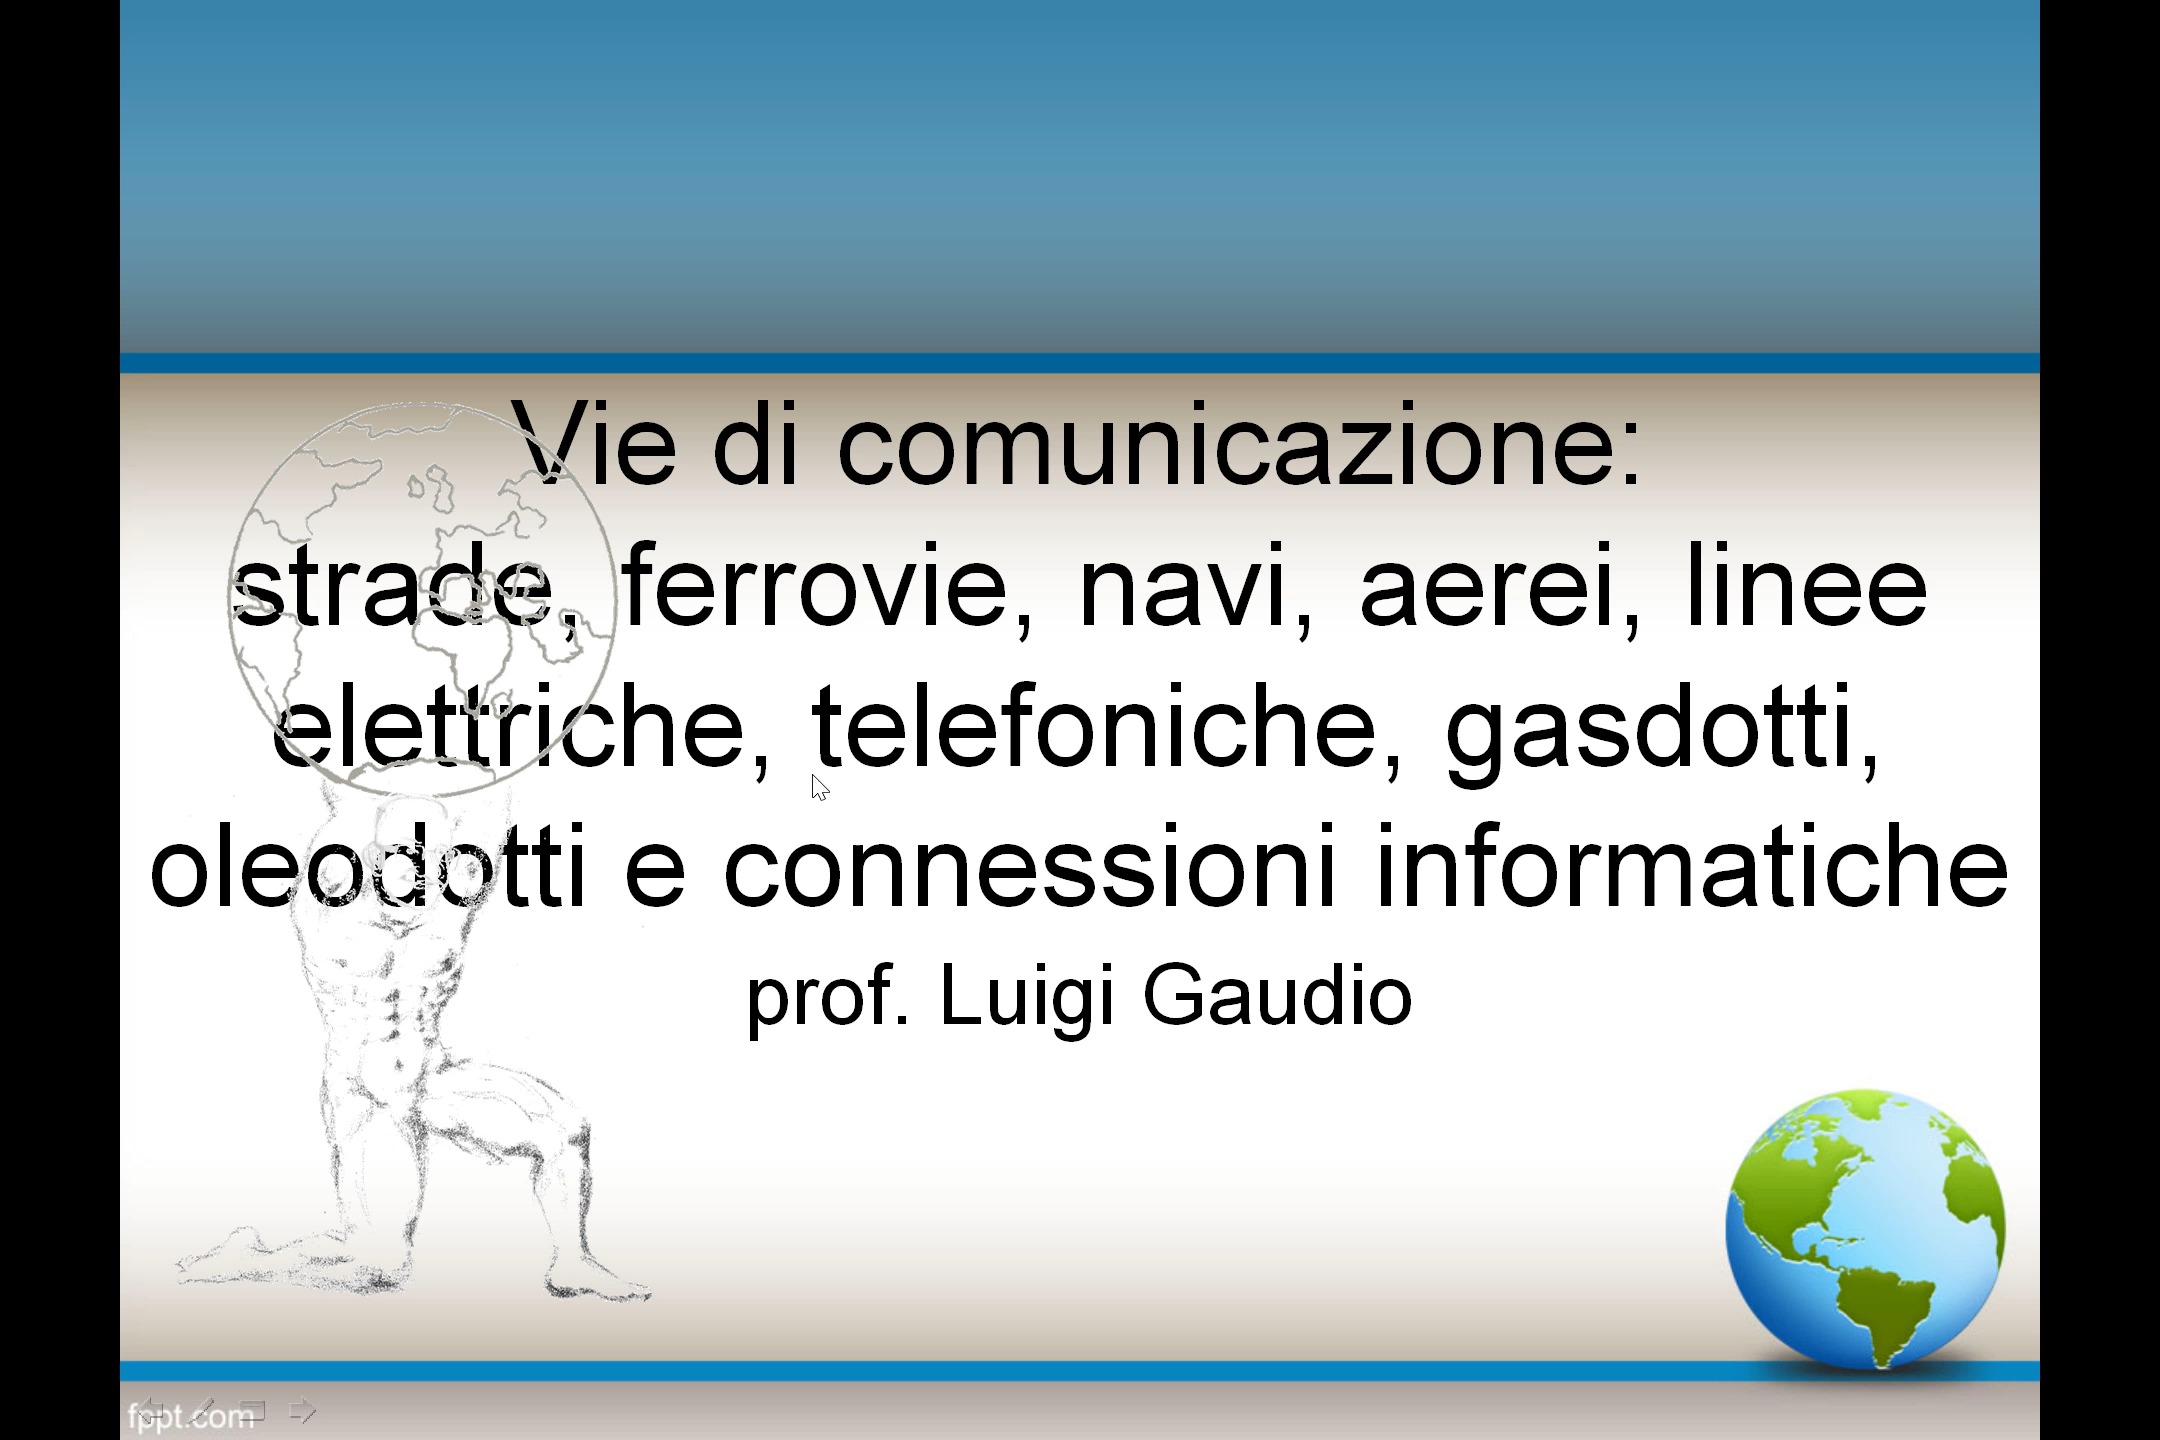 Vie di comunicazione:
strade, ferrovie, navi, aerei, linee
elettriche, telefoniche, gasdotti,
oleodotti e connessioni informatiche
prof. Luigi Gaudio
fppt.com